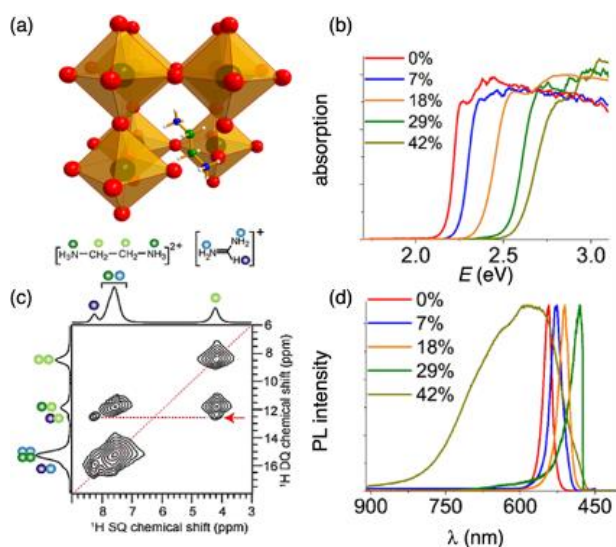 (a)
[H₃N—CH₂—CH₂—NH₃]²⁺
[H₂N NH₂ H]⁺
(b)
0%
7%
18%
29%
42%
absorption
2.0 2.5 3.0
E (eV)
(c)
6
8
10
12
14
16
¹H DQ chemical shift (ppm)
8 7 6 5 4 3
¹H SQ chemical shift (ppm)
(d)
0%
7%
18%
29%
42%
PL intensity
900 750 600 450
λ (nm)